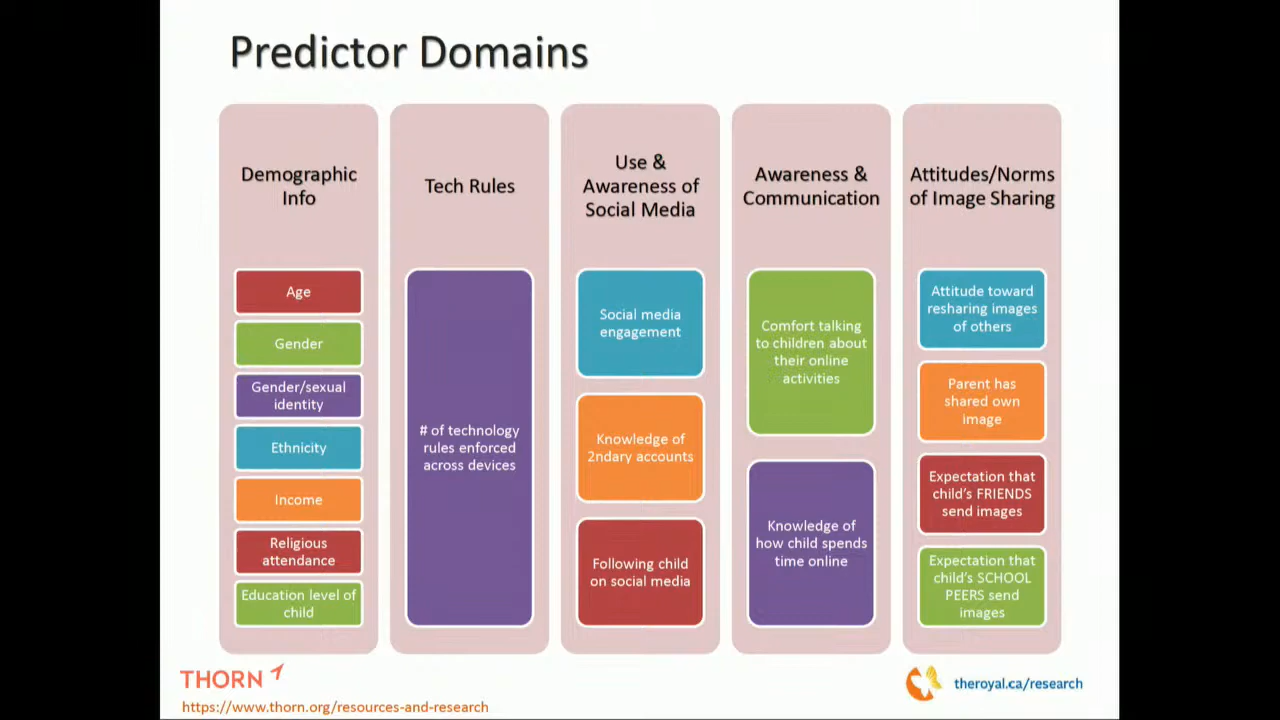 Predictor Domains
Demographic
Info
Age
Gender
Gender/sexual
identity
Ethnicity
Income
Religious
attendance
Education level of
child
Tech Rules
# of technology
rules enforced
across devices
Use &
Awareness of
Social Media
Social media
engagement
Knowledge of
2ndary accounts
Following child
on social media
Awareness &
Communication
Comfort talking
to children about
their online
activities
Knowledge of
how child spends
time online
Attitudes/Norms
of Image Sharing
Attitude toward
resharing images
of others
Parent has
shared own
image
Expectation that
child's FRIENDS
send images
Expectation that
child's SCHOOL
PEERS send
images
THORN
https://www.thorn.org/resources-and-research
theroyal.ca/research